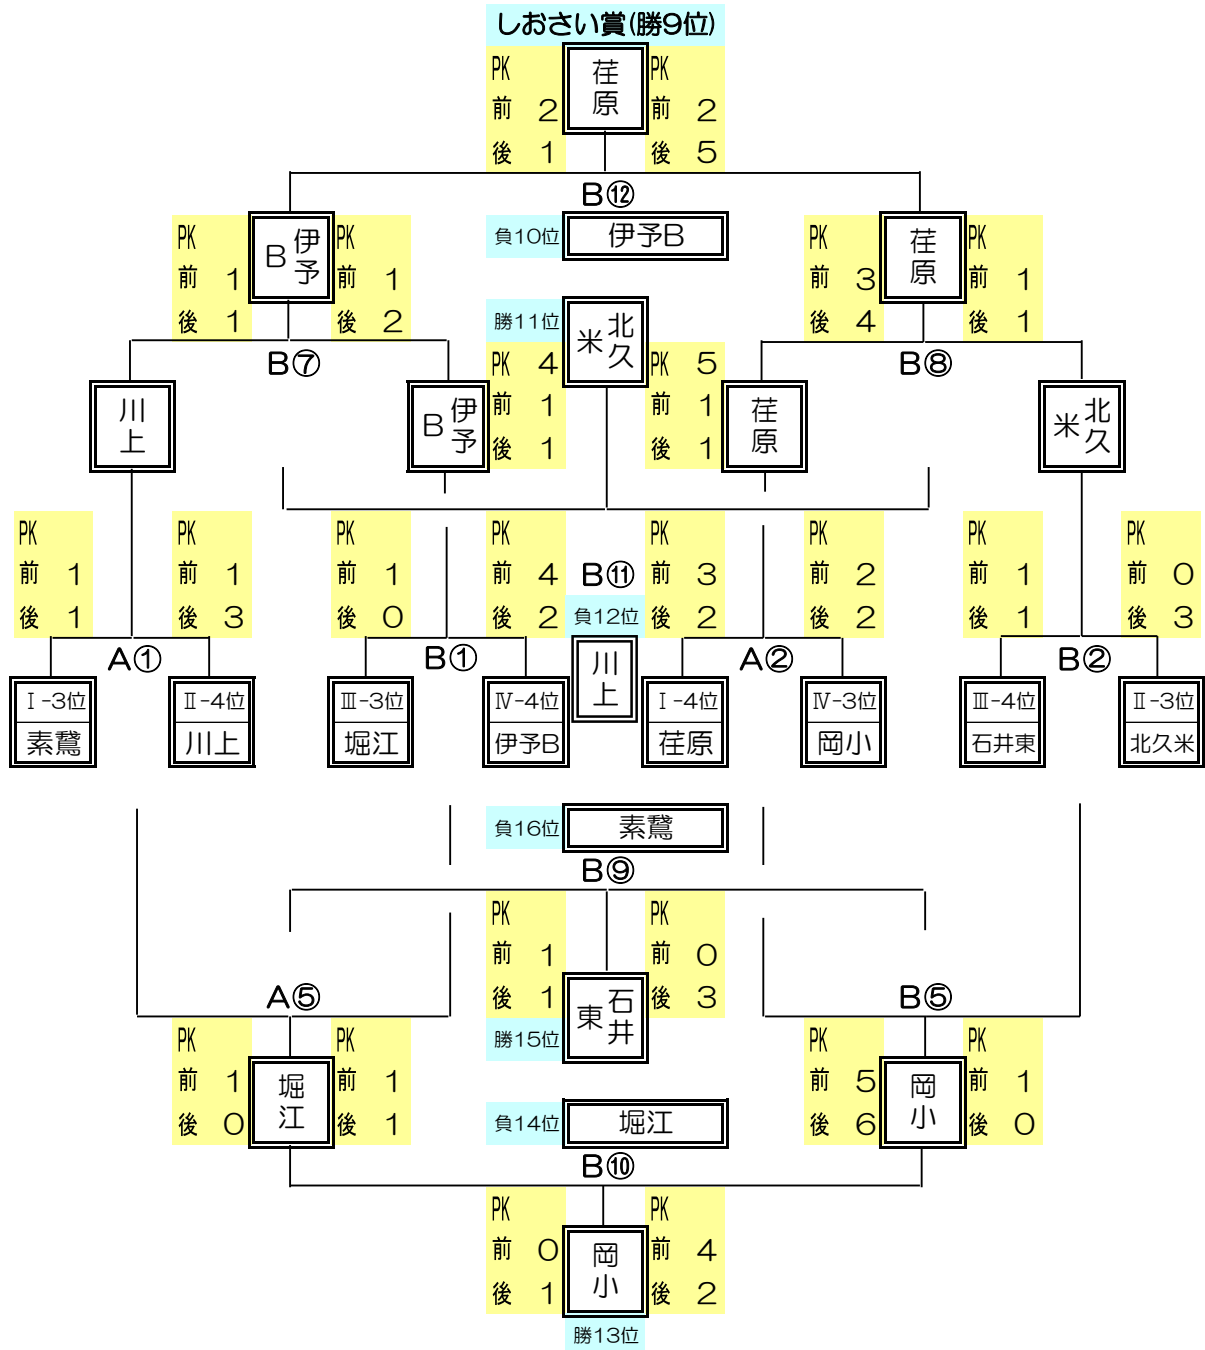 しおさい賞(勝9位)
PK 荏原 PK
前 2 前 2
後 1 後 5
B⑫
PK 伊予B PK 負10位 伊予B PK 荏原 PK
前 1 前 1 前 3 前 1
後 1 後 2 勝11位 北久米 後 4 後 1
B⑦ PK 4 PK 5 B⑧
川上 伊予B 前 1 前 1 荏原 北久米
後 1 後 1
PK PK PK PK PK PK PK PK
前 1 前 1 前 1 前 4 B⑪ 前 3 前 2 前 1 前 0
後 1 後 3 後 0 後 2 負12位 後 2 後 2 後 1 後 3
A① B① 川上 A② B②
Ⅰ-3位 Ⅱ-4位 Ⅲ-3位 Ⅳ-4位 Ⅰ-4位 Ⅳ-3位 Ⅲ-4位 Ⅱ-3位
素鵞 川上 堀江 伊予B 荏原 岡小 石井東 北久米
負16位 素鵞
B⑨
PK PK
前 1 前 0
A⑤ 後 1 石井東 後 3 B⑤
勝15位
PK 堀江 PK PK 岡小 PK
前 1 前 1 前 5 前 1
後 0 後 1 負14位 堀江 後 6 後 0
B⑩
PK 岡小 PK
前 0 前 4
後 1 後 2
勝13位